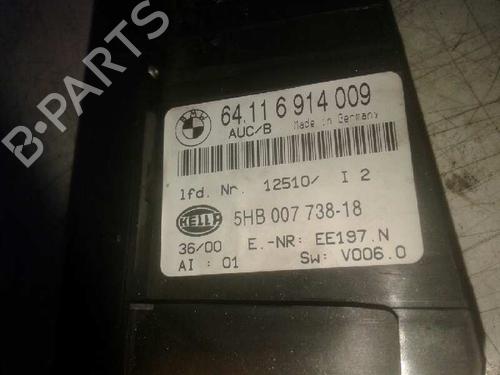 BMW
64.11 6 914 009
AUC/B Made in Germany
lfd. Nr. 12510/ I 2
HELLA
5HB 007 738-18
36/00 E.-NR: EE197.N
AI : 01 SW: V006.0
B-Parts